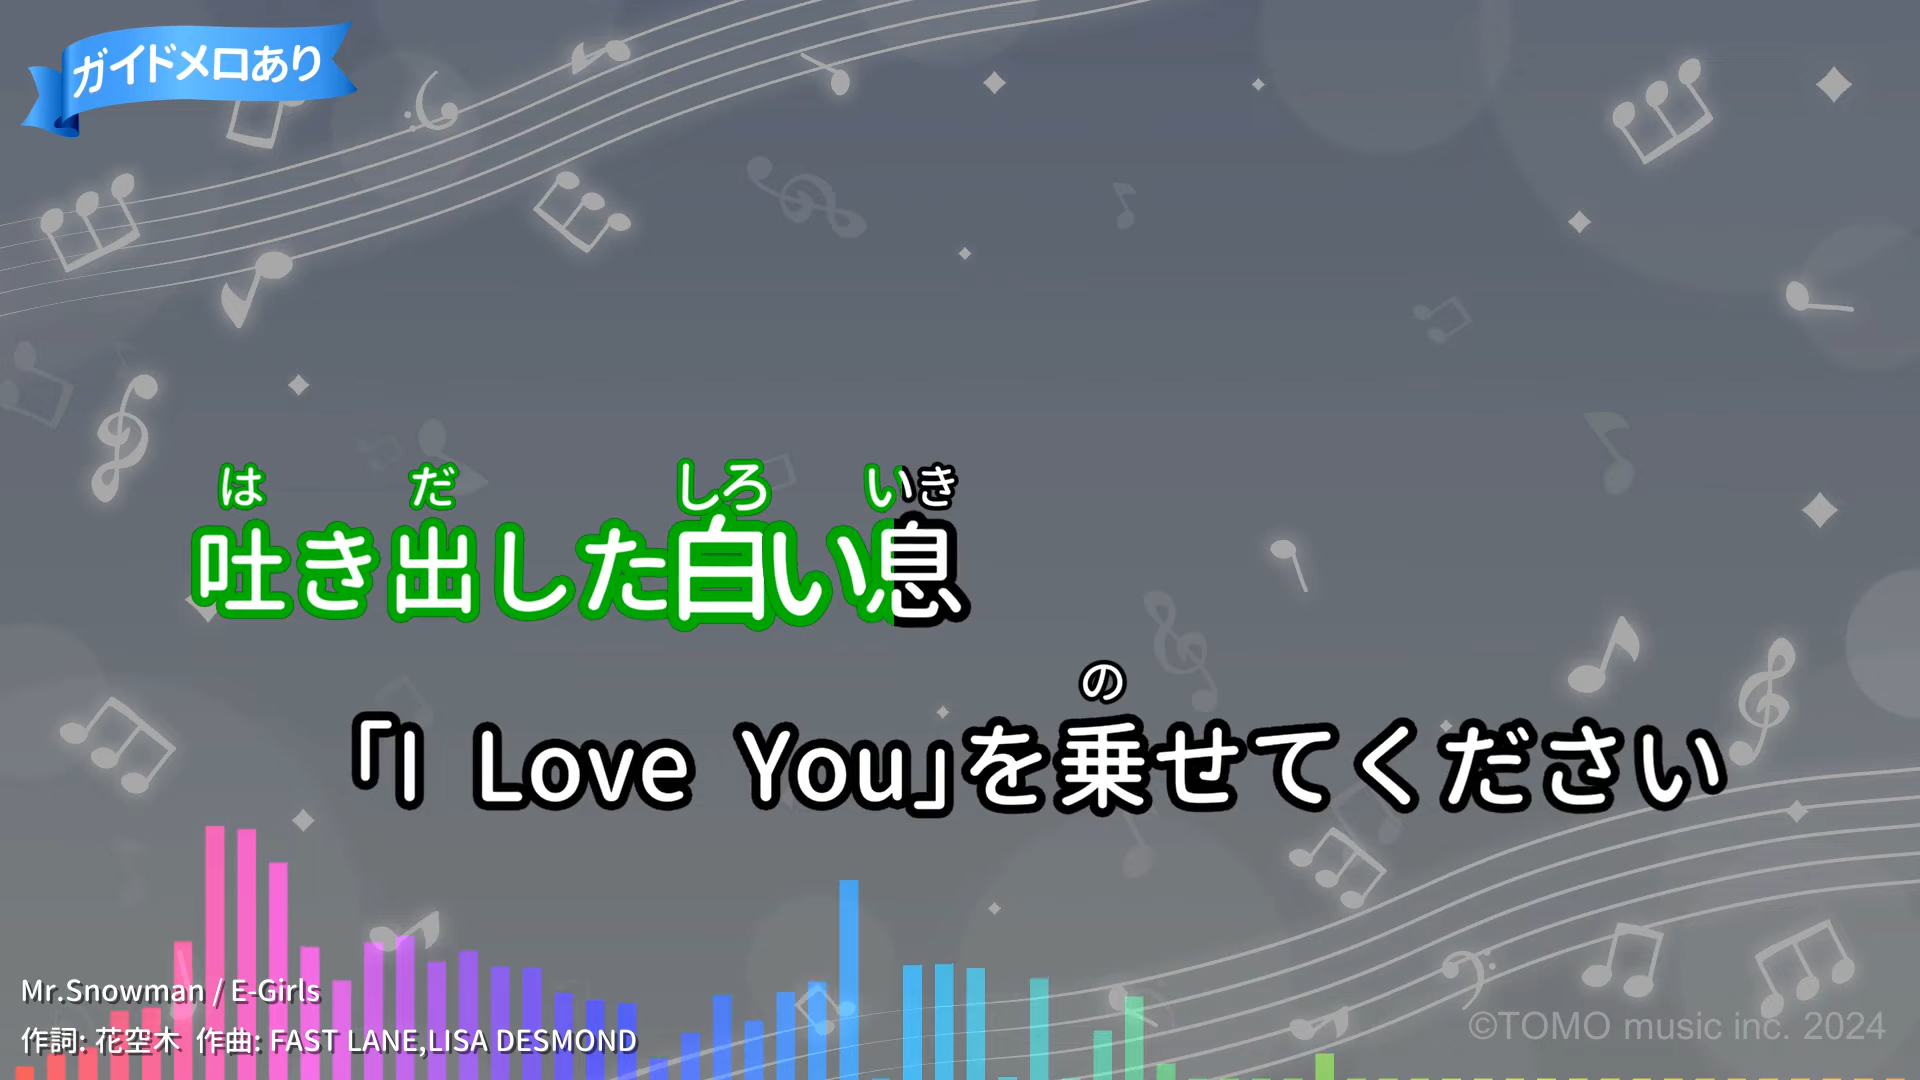 ガイドメロあり
は だ しろ いき
吐き出した白い息
の
「I Love You」を乗せてください
Mr.Snowman / E-Girls
作詞: 花空木 作曲: FAST LANE,LISA DESMOND
©TOMO music inc. 2024